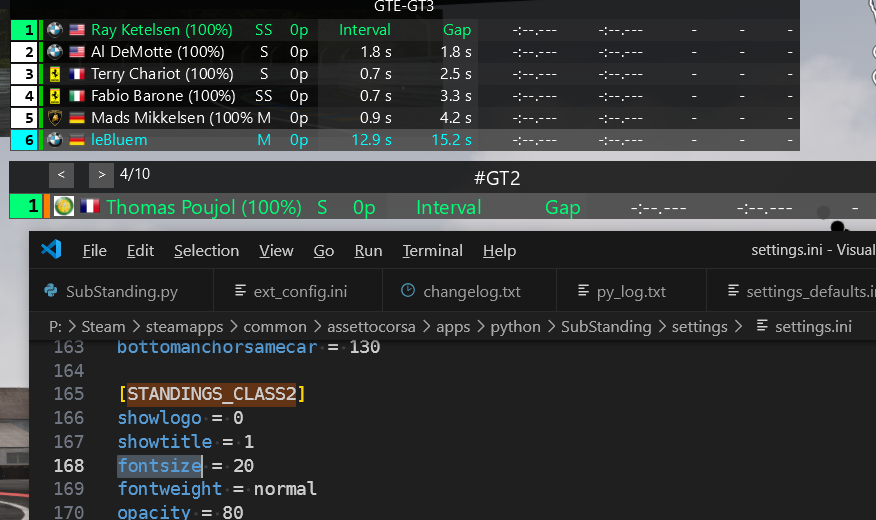 GTE-GT3
1 Ray Ketelsen (100%) SS 0p Interval Gap -:--.--- -:--.--- - - -
2 Al DeMotte (100%) S 0p 1.8 s 1.8 s -:--.--- -:--.--- - - -
3 Terry Chariot (100%) S 0p 0.7 s 2.5 s -:--.--- -:--.--- - - -
4 Fabio Barone (100%) SS 0p 0.7 s 3.3 s -:--.--- -:--.--- - - -
5 Mads Mikkelsen (100% M 0p 0.9 s 4.2 s -:--.--- -:--.--- - - -
6 leBluem M 0p 12.9 s 15.2 s -:--.--- -:--.--- - - -
< > 4/10 #GT2
1 Thomas Poujol (100%) S 0p Interval Gap -:--.--- -:--.--- -
File Edit Selection View Go Run Terminal Help settings.ini - Visual
SubStanding.py ext_config.ini changelog.txt py_log.txt settings_defaults.in
P: > Steam > steamapps > common > assettocorsa > apps > python > SubStanding > settings > settings.ini
163 bottomanchorsamecar = 130
164
165 [STANDINGS_CLASS2]
166 showlogo = 0
167 showtitle = 1
168 fontsize = 20
169 fontweight = normal
170 opacity = 80